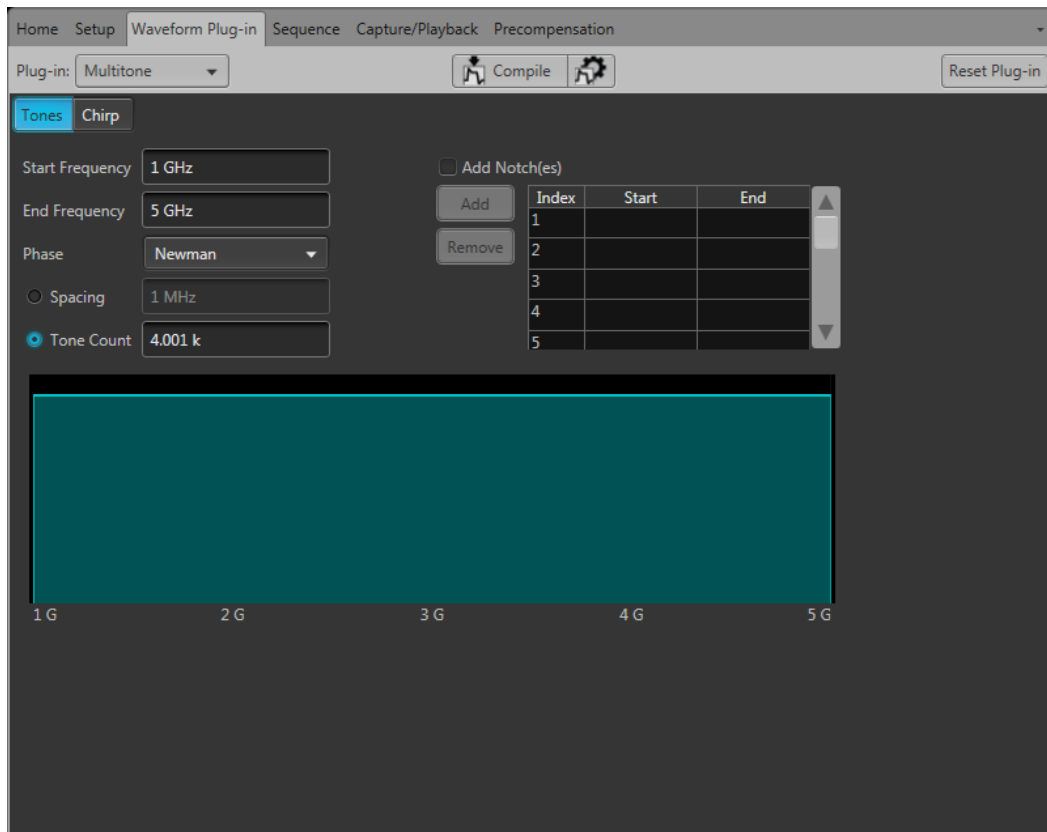 Home Setup Waveform Plug-in Sequence Capture/Playback Precompensation
Plug-in: Multitone Compile Reset Plug-in
Tones Chirp
Start Frequency 1 GHz
End Frequency 5 GHz
Phase Newman
Spacing 1 MHz
Tone Count 4.001 k
Add Notch(es)
Add
Remove
Index Start End
1
2
3
4
5
1 G 2 G 3 G 4 G 5 G